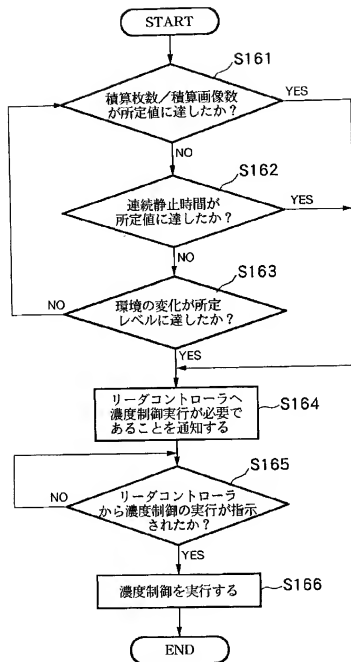 START
S161
積算枚数／積算画像数
が所定値に達したか？
YES
NO
S162
連続静止時間が
所定値に達したか？
YES
NO
S163
環境の変化が所定
レベルに達したか？
NO
YES
リーダコントローラへ
濃度制御実行が必要で
あることを通知する
S164
S165
リーダコントローラ
から濃度制御の実行が指示
されたか？
NO
YES
濃度制御を実行する
S166
END